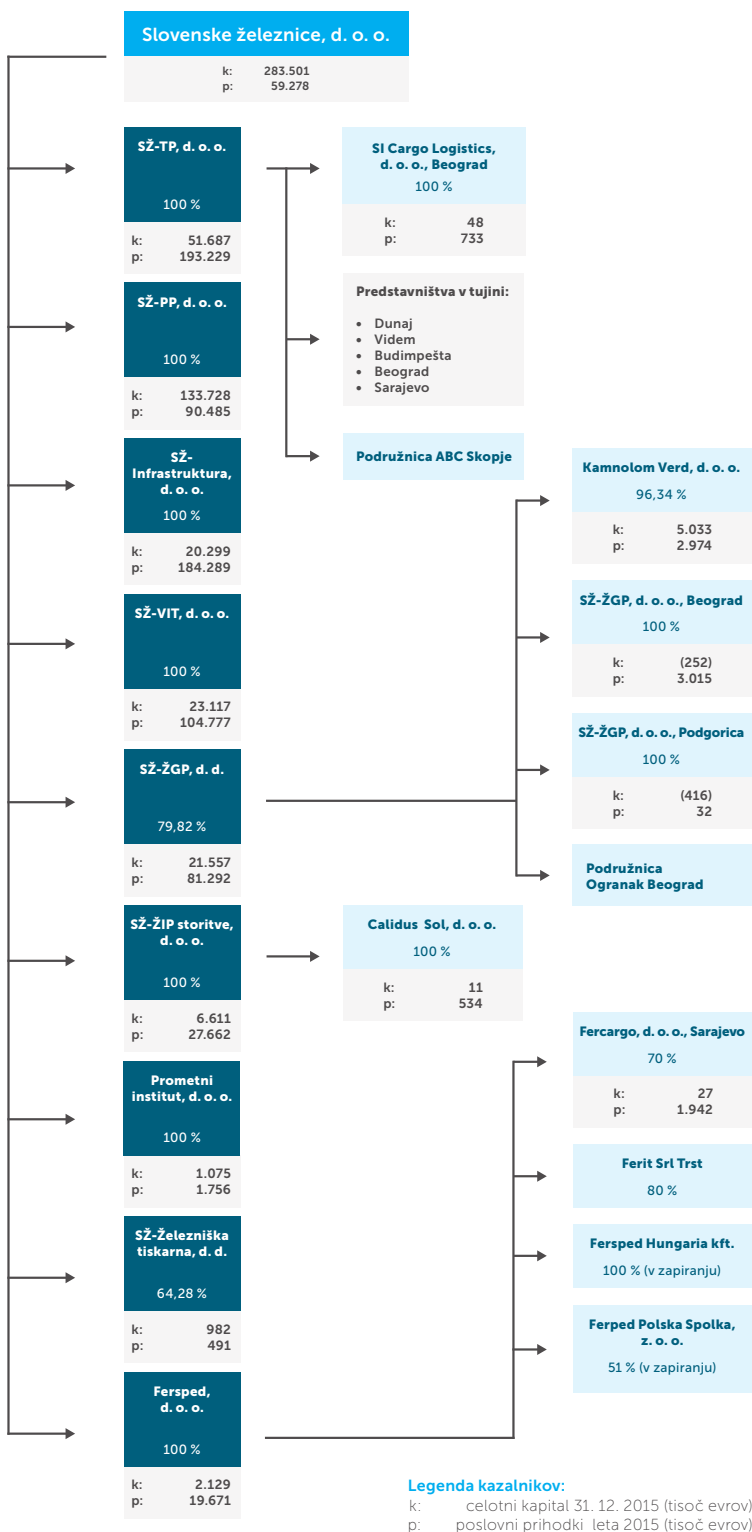 Slovenske železnice, d. o. o.
k: 283.501
p: 59.278
SŽ-TP, d. o. o.
100 %
k: 51.687
p: 193.229
SI Cargo Logistics,
d. o. o., Beograd
100 %
k: 48
p: 733
Predstavništva v tujini:
• Dunaj
• Videm
• Budimpešta
• Beograd
• Sarajevo
Podružnica ABC Skopje
SŽ-PP, d. o. o.
100 %
k: 133.728
p: 90.485
SŽ-
Infrastruktura,
d. o. o.
100 %
k: 20.299
p: 184.289
SŽ-VIT, d. o. o.
100 %
k: 23.117
p: 104.777
SŽ-ŽGP, d. d.
79,82 %
k: 21.557
p: 81.292
Kamnolom Verd, d. o. o.
96,34 %
k: 5.033
p: 2.974
SŽ-ŽGP, d. o. o., Beograd
100 %
k: (252)
p: 3.015
SŽ-ŽGP, d. o. o., Podgorica
100 %
k: (416)
p: 32
Podružnica
Ogranak Beograd
SŽ-ŽIP storitve,
d. o. o.
100 %
k: 6.611
p: 27.662
Calidus Sol, d. o. o.
100 %
k: 11
p: 534
Prometni
institut, d. o. o.
100 %
k: 1.075
p: 1.756
SŽ-Železniška
tiskarna, d. d.
64,28 %
k: 982
p: 491
Fersped,
d. o. o.
100 %
k: 2.129
p: 19.671
Fercargo, d. o. o., Sarajevo
70 %
k: 27
p: 1.942
Ferit Srl Trst
80 %
Fersped Hungaria kft.
100 % (v zapiranju)
Ferped Polska Spolka,
z. o. o.
51 % (v zapiranju)
Legenda kazalnikov:
k: celotni kapital 31. 12. 2015 (tisoč evrov)
p: poslovni prihodki leta 2015 (tisoč evrov)